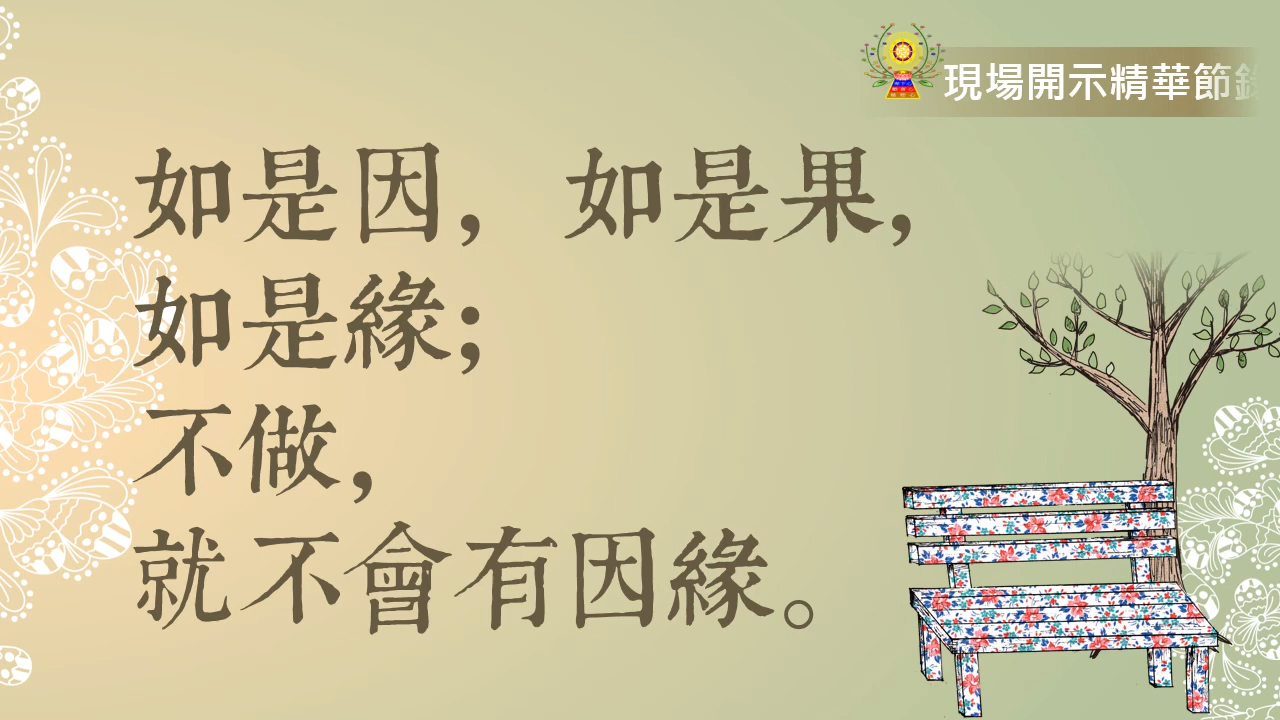 現場開示精華節錄
如是因，如是果，
如是緣；
不做，
就不會有因緣。